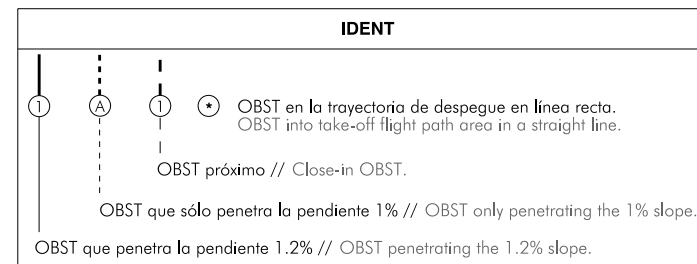 IDENT
1 A 1 * OBST en la trayectoria de despegue en línea recta.
OBST into take-off flight path area in a straight line.
OBST próximo // Close-in OBST.
OBST que sólo penetra la pendiente 1% // OBST only penetrating the 1% slope.
OBST que penetra la pendiente 1.2% // OBST penetrating the 1.2% slope.